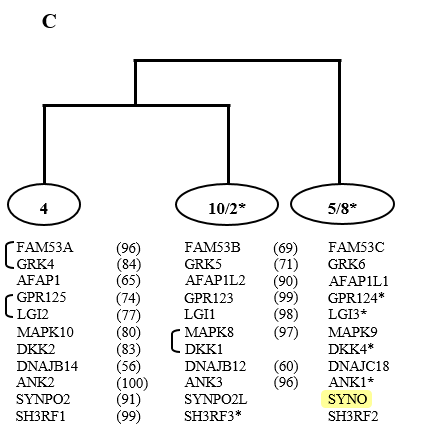 C
4 10/2* 5/8*
FAM53A (96) FAM53B (69) FAM53C
GRK4 (84) GRK5 (71) GRK6
AFAP1 (65) AFAP1L2 (90) AFAP1L1
GPR125 (74) GPR123 (99) GPR124*
LGI2 (77) LGI1 (98) LGI3*
MAPK10 (80) MAPK8 (97) MAPK9
DKK2 (83) DKK1 DKK4*
DNAJB14 (56) DNAJB12 (60) DNAJC18
ANK2 (100) ANK3 (96) ANK1*
SYNPO2 (91) SYNPO2L SYNO
SH3RF1 (99) SH3RF3* SH3RF2